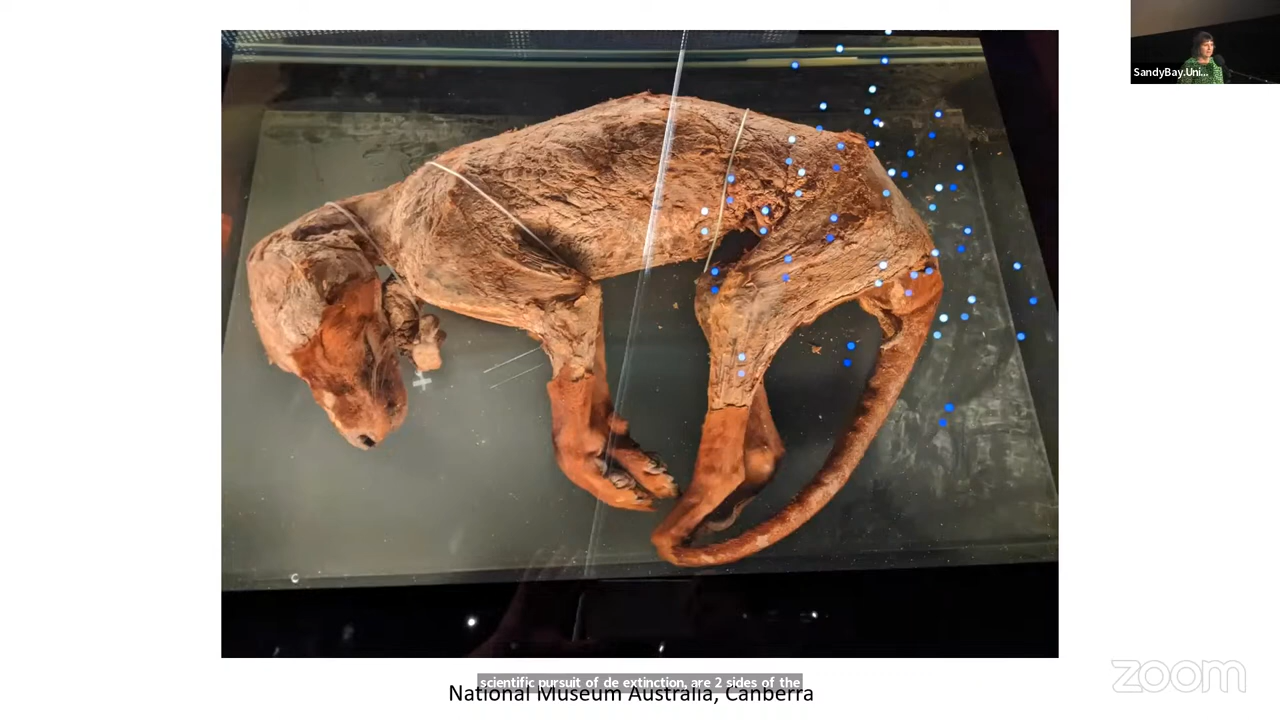 SandyBay.Uni...
scientific pursuit of de extinction, are 2 sides of the
National Museum Australia, Canberra
zoom